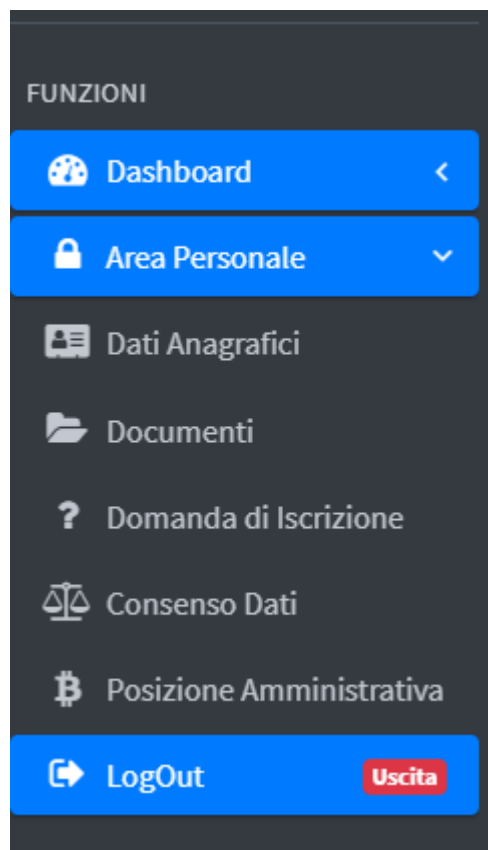 FUNZIONI
Dashboard
Area Personale
Dati Anagrafici
Documenti
Domanda di Iscrizione
Consenso Dati
Posizione Amministrativa
LogOut Uscita